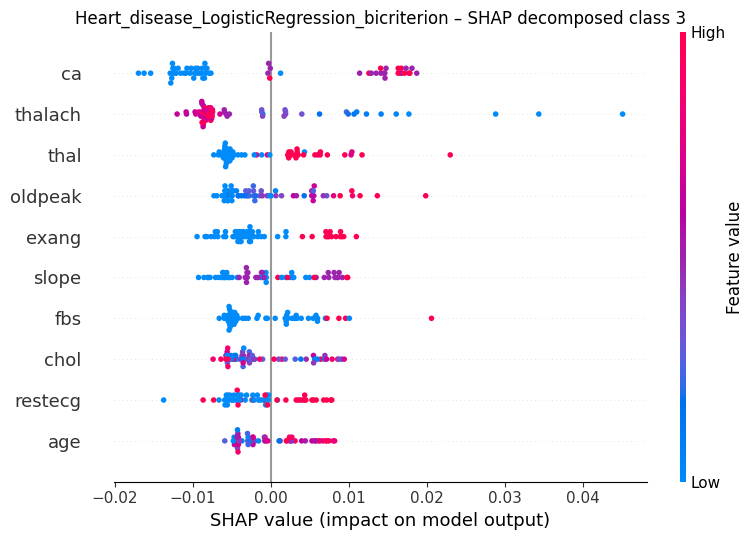 Heart_disease_LogisticRegression_bicriterion – SHAP decomposed class 3
High
ca
thalach
thal
oldpeak
exang
slope
fbs
chol
restecg
age
Feature value
Low
−0.02 −0.01 0.00 0.01 0.02 0.03 0.04
SHAP value (impact on model output)